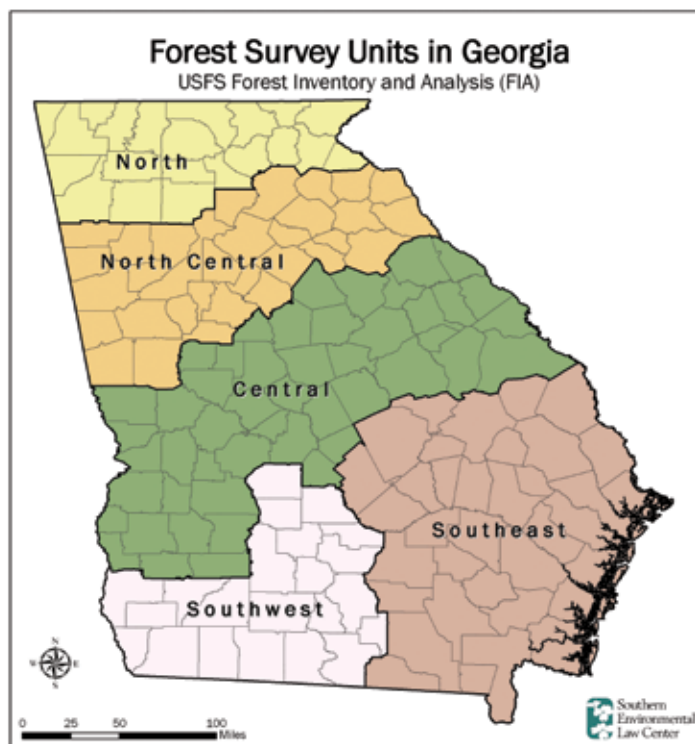 Forest Survey Units in Georgia
USFS Forest Inventory and Analysis (FIA)
North
North Central
Central
Southeast
Southwest
N
W E
S
0 25 50 100
Miles
Southern
Environmental
Law Center